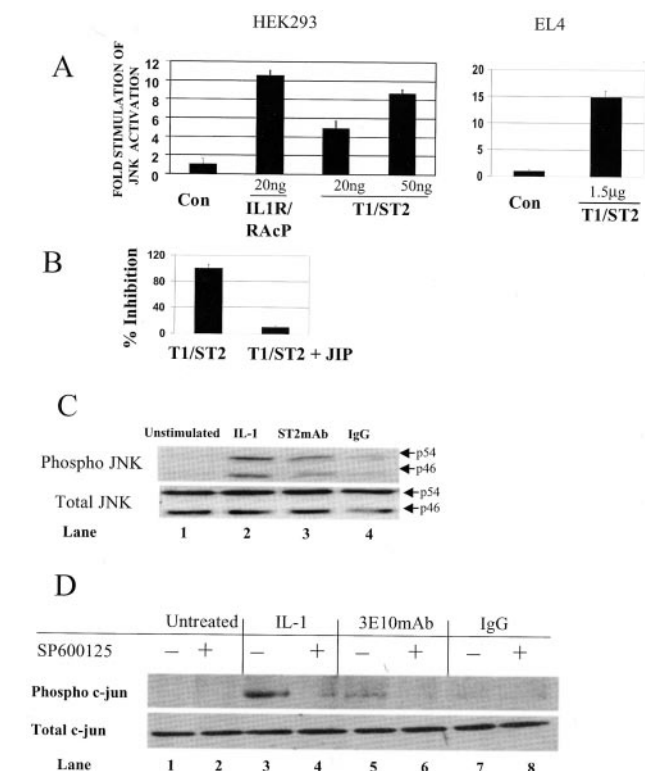 HEK293 EL4
A
FOLD STIMULATION OF
JNK ACTIVATION
12
10
8
6
4
2
0
20
15
10
5
0
20ng 20ng 50ng 1.5µg
Con IL1R/ T1/ST2 Con T1/ST2
RAcP
B
% Inhibition
120
80
40
0
T1/ST2 T1/ST2 + JIP
C
Unstimulated IL-1 ST2mAb IgG
Phospho JNK p54
p46
Total JNK p54
p46
Lane 1 2 3 4
D
Untreated IL-1 3E10mAb IgG
SP600125 − + − + − + − +
Phospho c-jun
Total c-jun
Lane 1 2 3 4 5 6 7 8